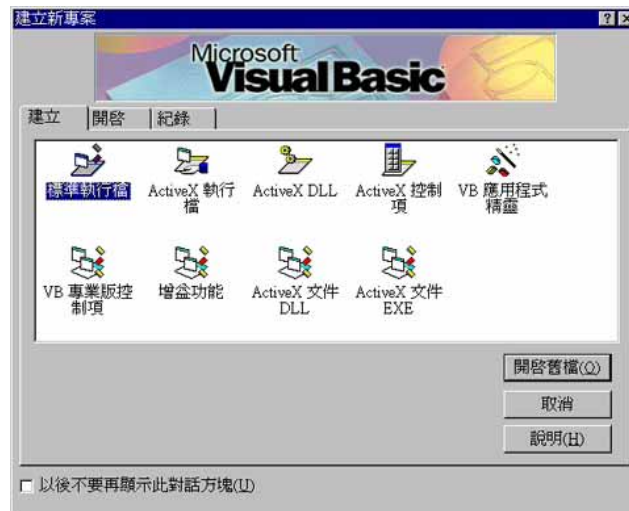 建立新專案
Microsoft
Visual Basic
建立 開啓 紀錄
標準執行檔 ActiveX 執行檔 ActiveX DLL ActiveX 控制項 VB 應用程式精靈
VB 專業版控制項 增益功能 ActiveX 文件 DLL ActiveX 文件 EXE
開啓舊檔(O)
取消
說明(H)
以後不要再顯示此對話方塊(U)